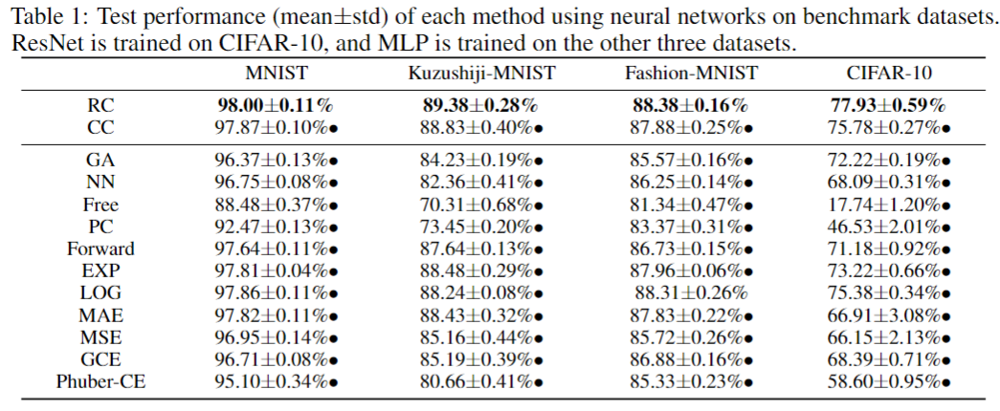 Table 1: Test performance (mean±std) of each method using neural networks on benchmark datasets.
ResNet is trained on CIFAR-10, and MLP is trained on the other three datasets.
MNIST Kuzushiji-MNIST Fashion-MNIST CIFAR-10
RC 98.00±0.11% 89.38±0.28% 88.38±0.16% 77.93±0.59%
CC 97.87±0.10%● 88.83±0.40%● 87.88±0.25%● 75.78±0.27%●
GA 96.37±0.13%● 84.23±0.19%● 85.57±0.16%● 72.22±0.19%●
NN 96.75±0.08%● 82.36±0.41%● 86.25±0.14%● 68.09±0.31%●
Free 88.48±0.37%● 70.31±0.68%● 81.34±0.47%● 17.74±1.20%●
PC 92.47±0.13%● 73.45±0.20%● 83.37±0.31%● 46.53±2.01%●
Forward 97.64±0.11%● 87.64±0.13%● 86.73±0.15%● 71.18±0.92%●
EXP 97.81±0.04%● 88.48±0.29%● 87.96±0.06%● 73.22±0.66%●
LOG 97.86±0.11%● 88.24±0.08%● 88.31±0.26% 75.38±0.34%●
MAE 97.82±0.11%● 88.43±0.32%● 87.83±0.22%● 66.91±3.08%●
MSE 96.95±0.14%● 85.16±0.44%● 85.72±0.26%● 66.15±2.13%●
GCE 96.71±0.08%● 85.19±0.39%● 86.88±0.16%● 68.39±0.71%●
Phuber-CE 95.10±0.34%● 80.66±0.41%● 85.33±0.23%● 58.60±0.95%●